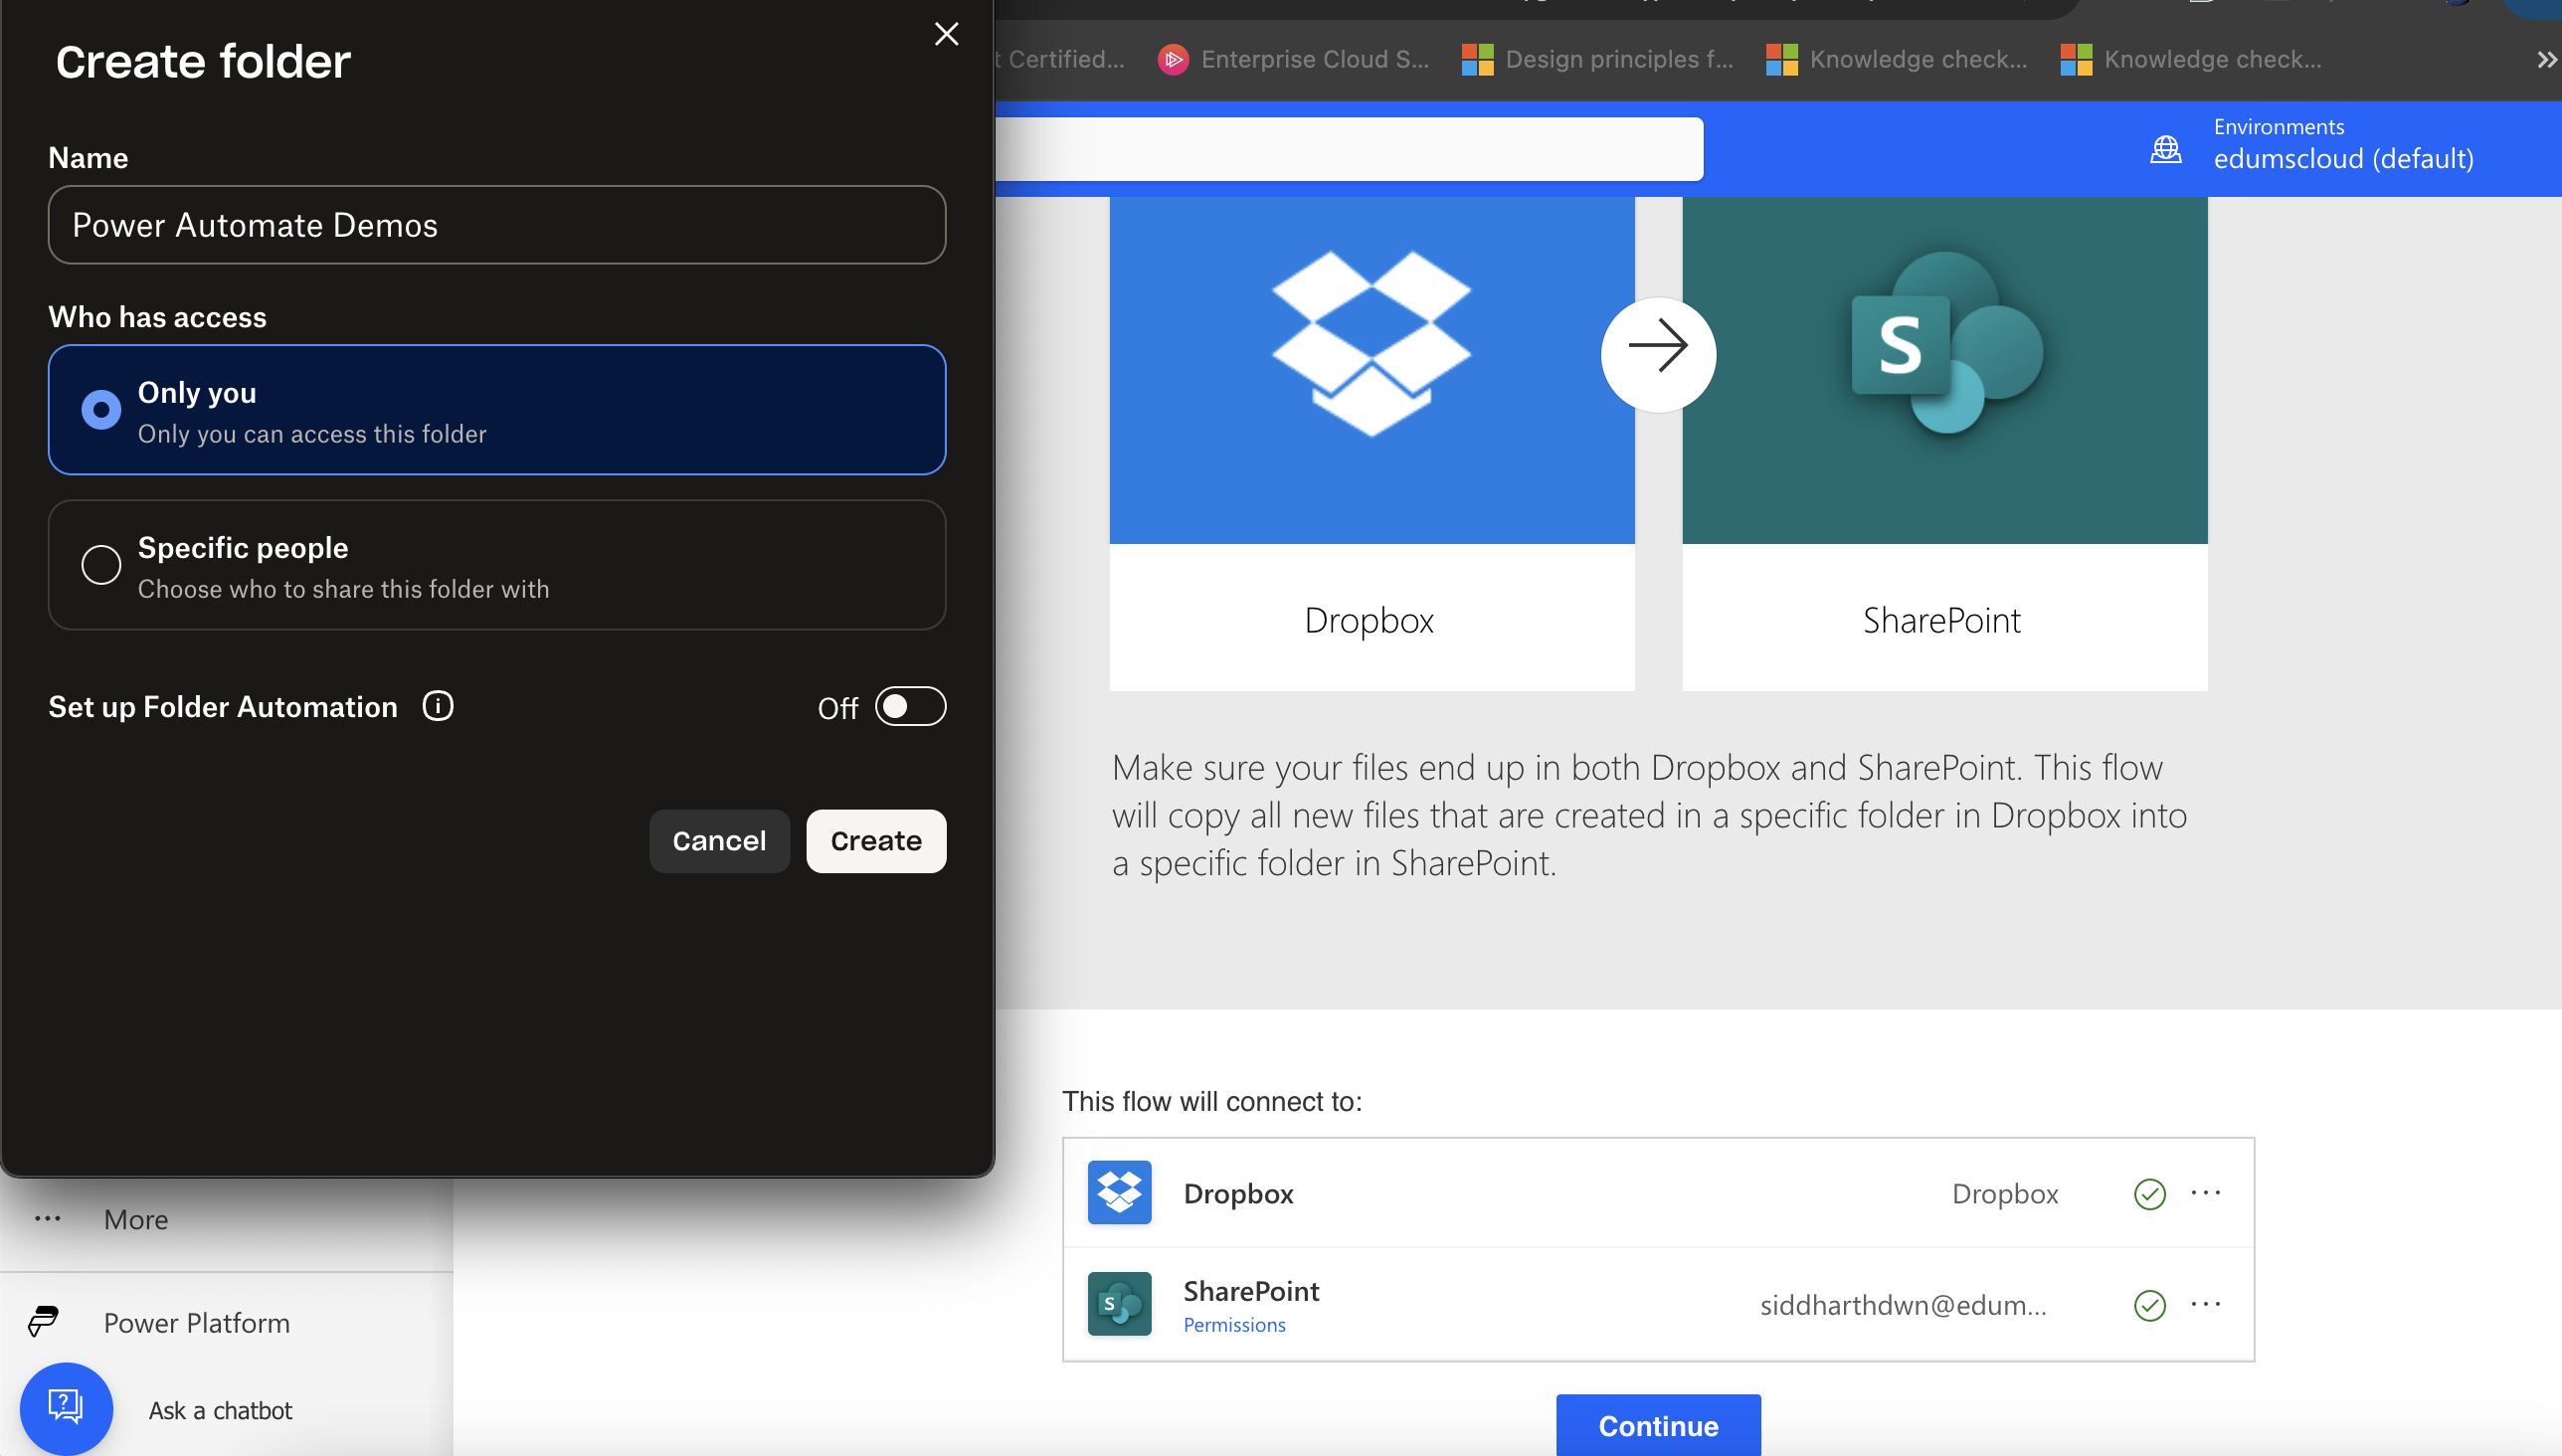 Create folder
Name
Power Automate Demos
Who has access
Only you
Only you can access this folder
Specific people
Choose who to share this folder with
Set up Folder Automation
Off
Cancel
Create
t Certified...
Enterprise Cloud S...
Design principles f...
Knowledge check...
Knowledge check...
Environments
edumscloud (default)
S
Dropbox
SharePoint
Make sure your files end up in both Dropbox and SharePoint. This flow
will copy all new files that are created in a specific folder in Dropbox into
a specific folder in SharePoint.
This flow will connect to:
Dropbox
Dropbox
S
SharePoint
Permissions
siddharthdwn@edum...
Continue
More
Power Platform
Ask a chatbot